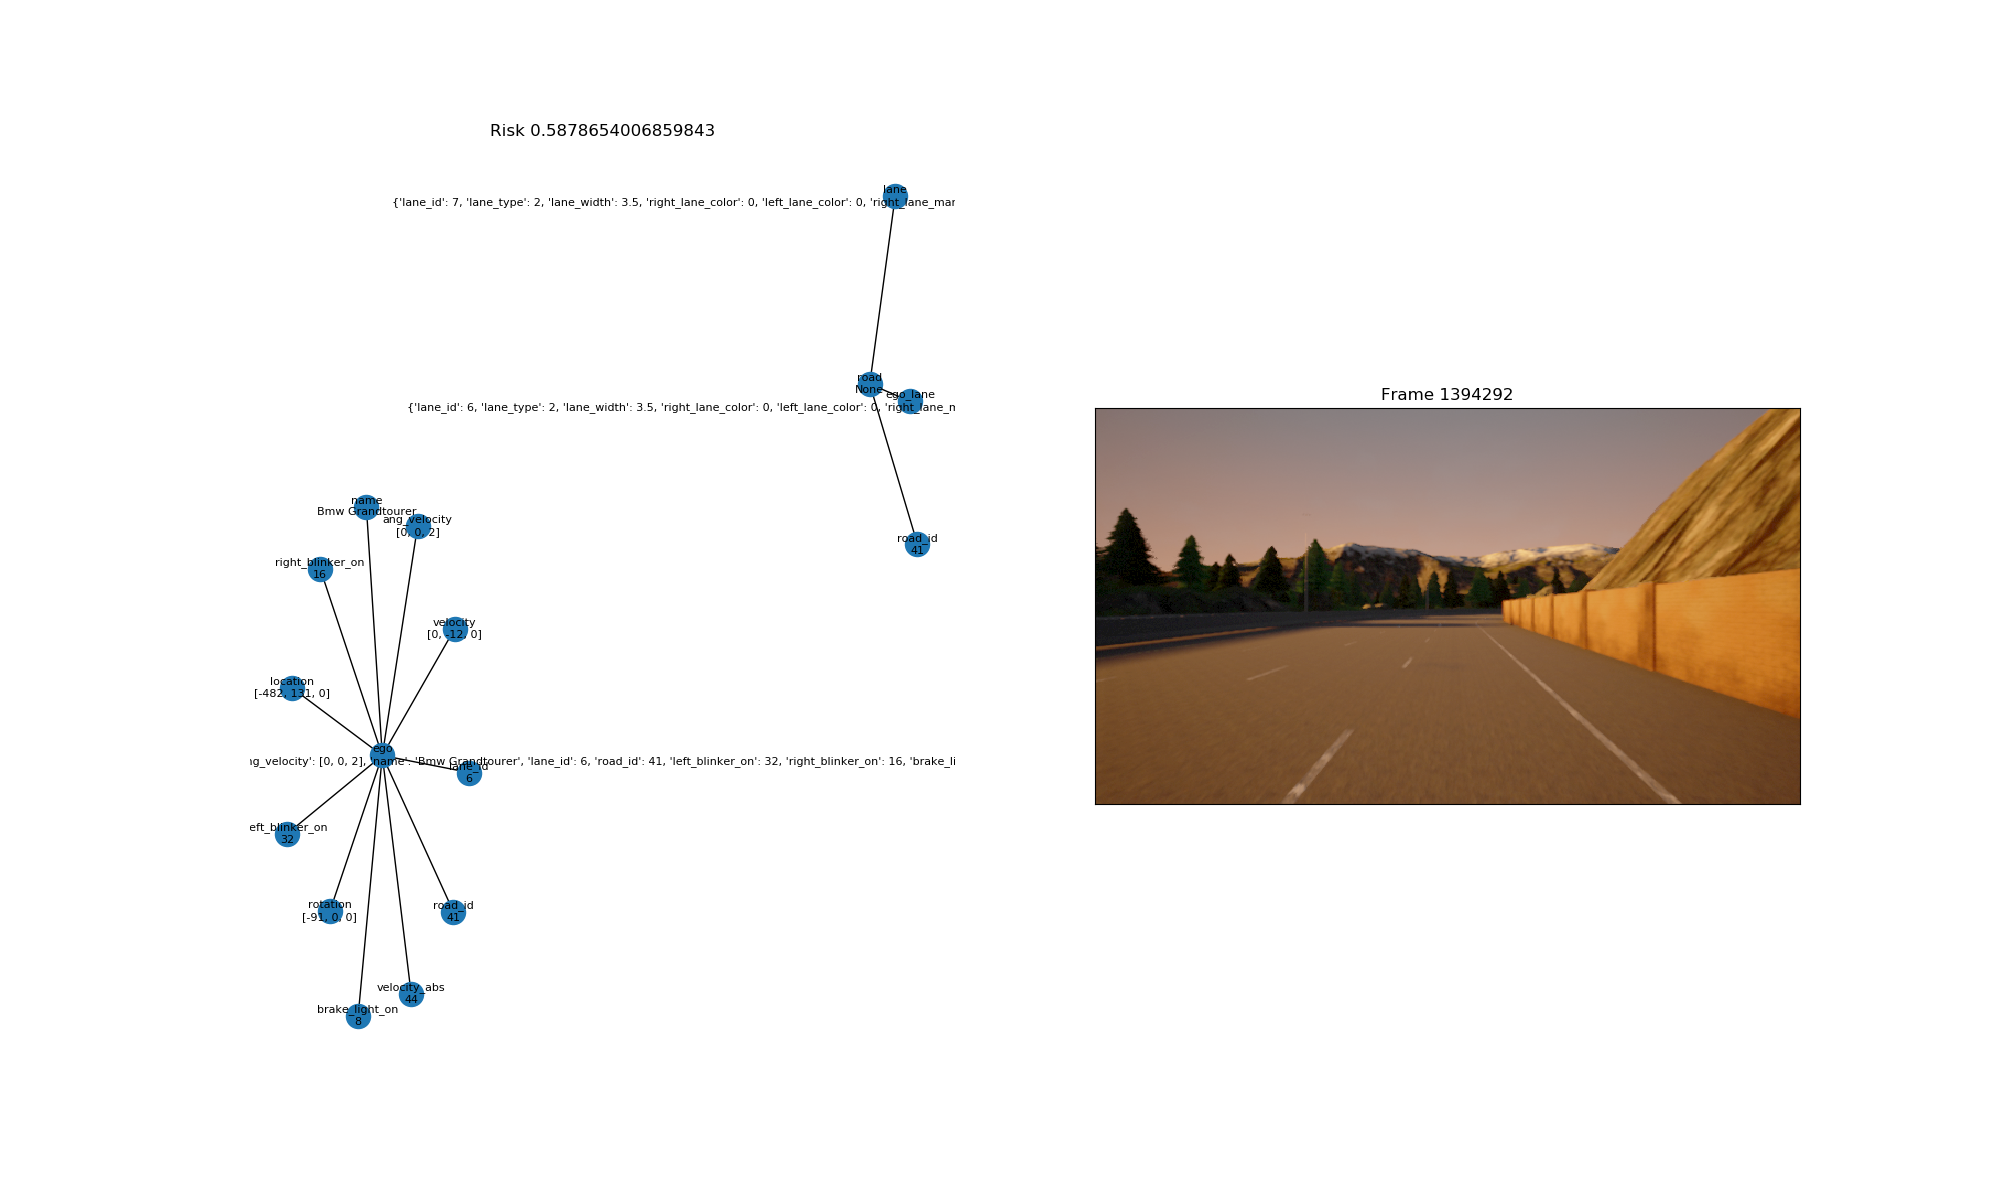 Risk 0.5878654006859843
lane
{'lane_id': 7, 'lane_type': 2, 'lane_width': 3.5, 'right_lane_color': 0, 'left_lane_color': 0, 'right_lane_mar
road
None
ego_lane
{'lane_id': 6, 'lane_type': 2, 'lane_width': 3.5, 'right_lane_color': 0, 'left_lane_color': 0, 'right_lane_n
Frame 1394292
name
Bmw Grandtourer
ang_velocity
[0, 0, 2]
road_id
41
right_blinker_on
16
velocity
[0, -12, 0]
location
[-482, 131, 0]
ego
ng_velocity': [0, 0, 2], 'name': 'Bmw Grandtourer', 'lane_id': 6, 'road_id': 41, 'left_blinker_on': 32, 'right_blinker_on': 16, 'brake_li
lane_id
6
eft_blinker_on
32
rotation
[-91, 0, 0]
road_id
41
velocity_abs
44
brake_light_on
8